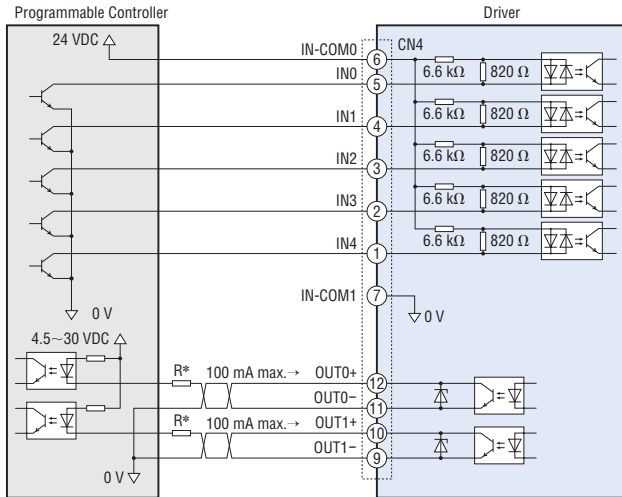 Programmable Controller
Driver
24 VDC
IN-COM0
6
CN4
6.6 kΩ
820 Ω
IN0
5
IN1
4
6.6 kΩ
820 Ω
IN2
3
6.6 kΩ
820 Ω
IN3
2
6.6 kΩ
820 Ω
IN4
1
6.6 kΩ
820 Ω
IN-COM1
7
0 V
0 V
4.5~30 VDC
R*
100 mA max.→
OUT0+
12
OUT0−
11
R*
100 mA max.→
OUT1+
10
OUT1−
9
0 V